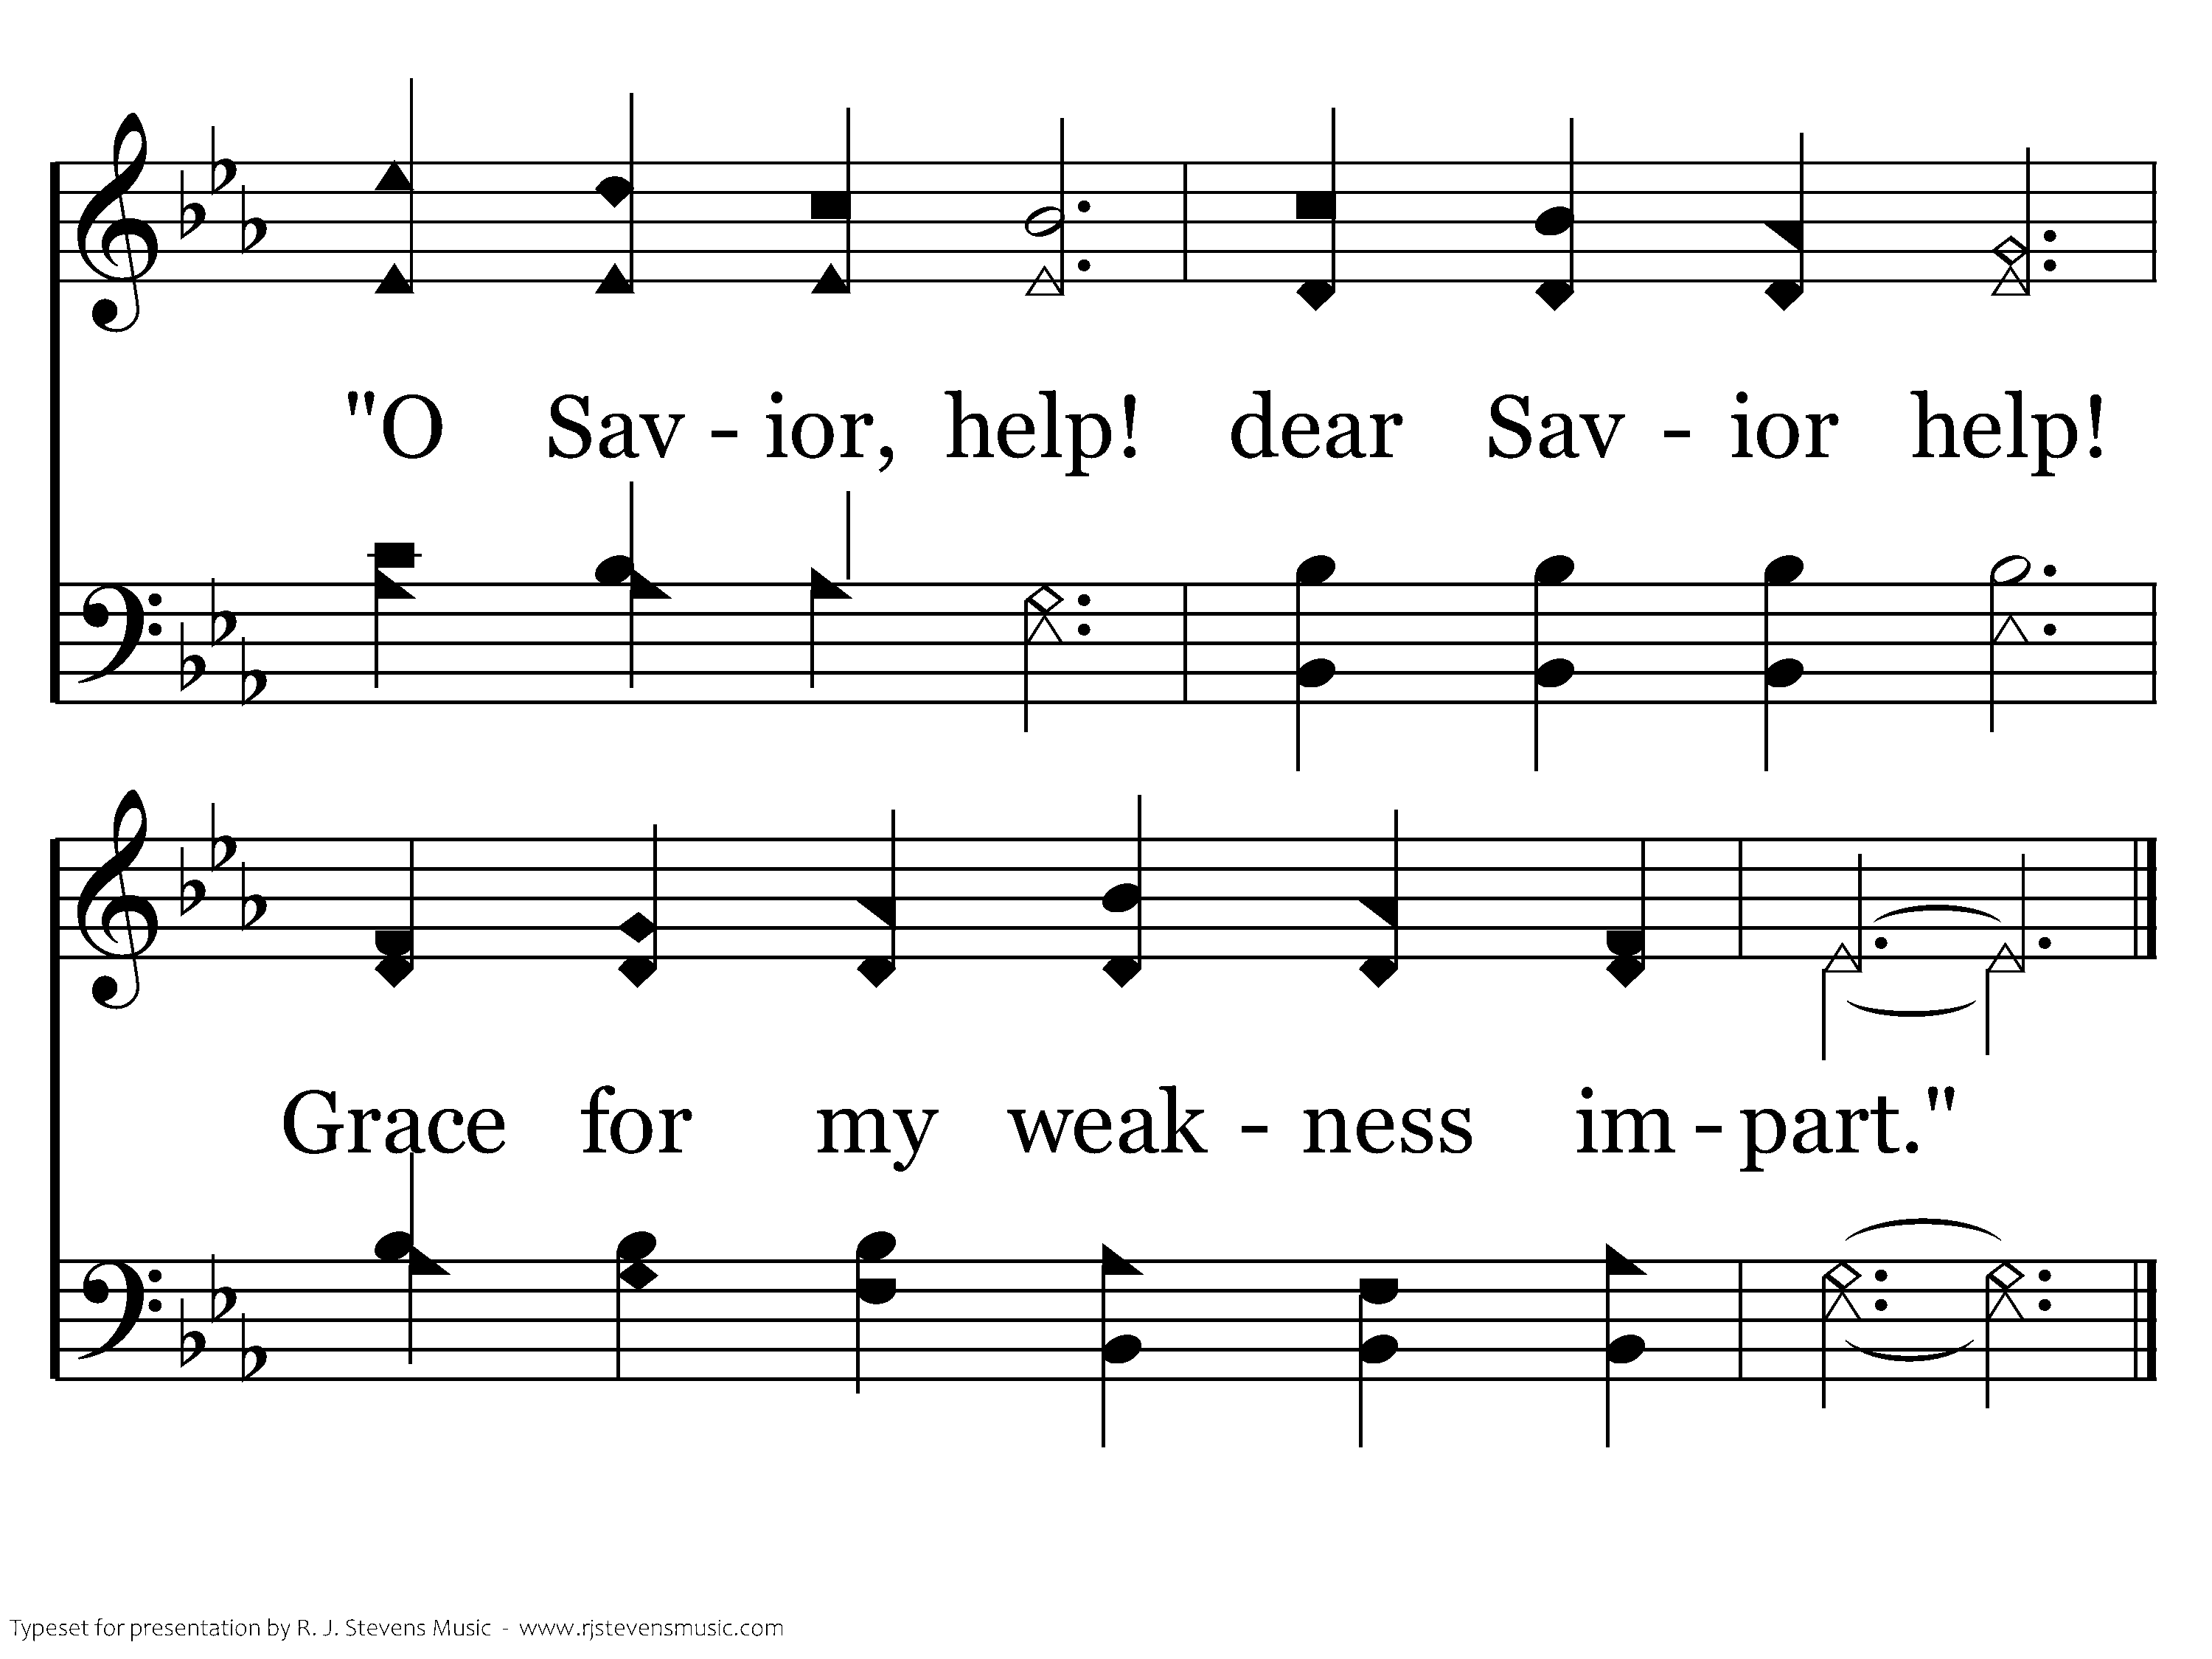 "O Sav - ior, help! dear Sav - ior help!
Grace for my weak - ness im - part."
Typeset for presentation by R. J. Stevens Music - www.rjstevensmusic.com